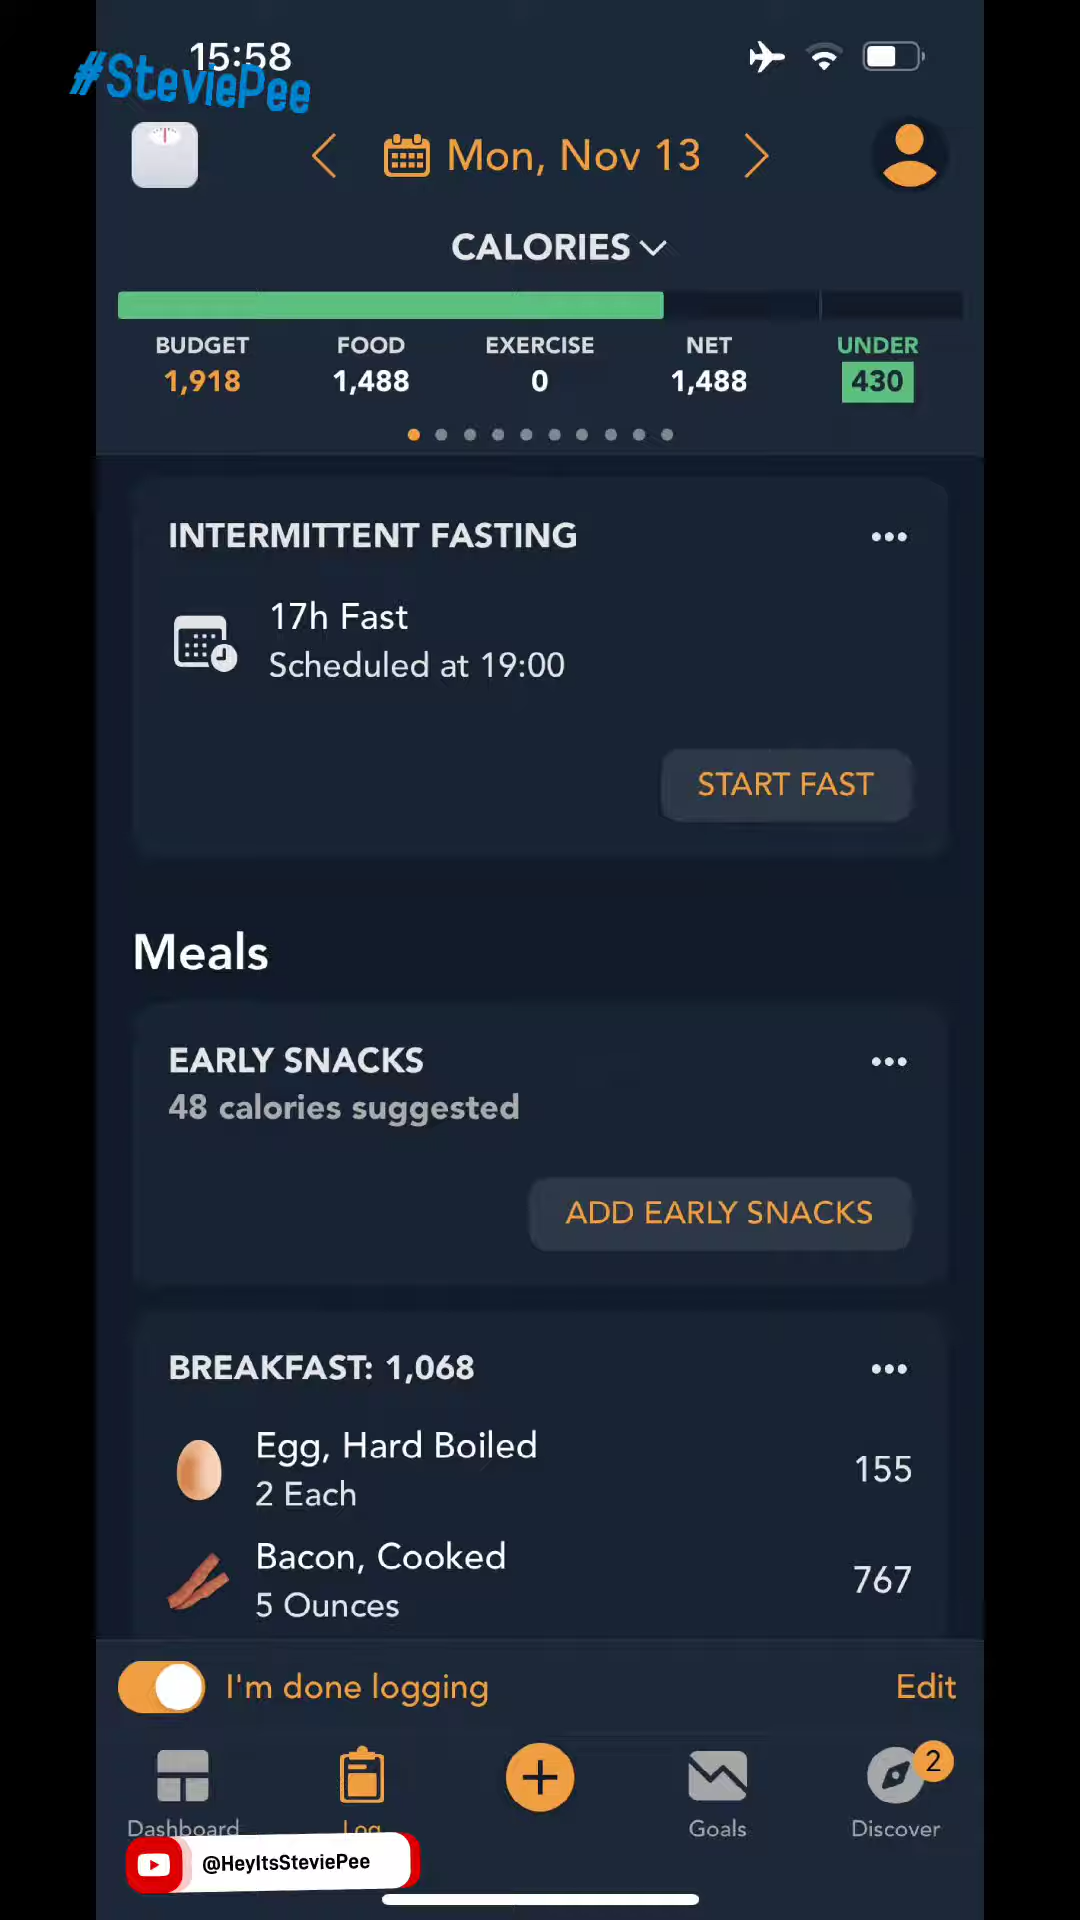 15:58
#SteviePee
Mon, Nov 13
CALORIES
BUDGET FOOD EXERCISE NET UNDER
1,918 1,488 0 1,488 430
INTERMITTENT FASTING
17h Fast
Scheduled at 19:00
START FAST
Meals
EARLY SNACKS
48 calories suggested
ADD EARLY SNACKS
BREAKFAST: 1,068
Egg, Hard Boiled
2 Each
155
Bacon, Cooked
5 Ounces
767
I'm done logging
Edit
2
Dashboard Log Goals Discover
@HeyItsSteviePee